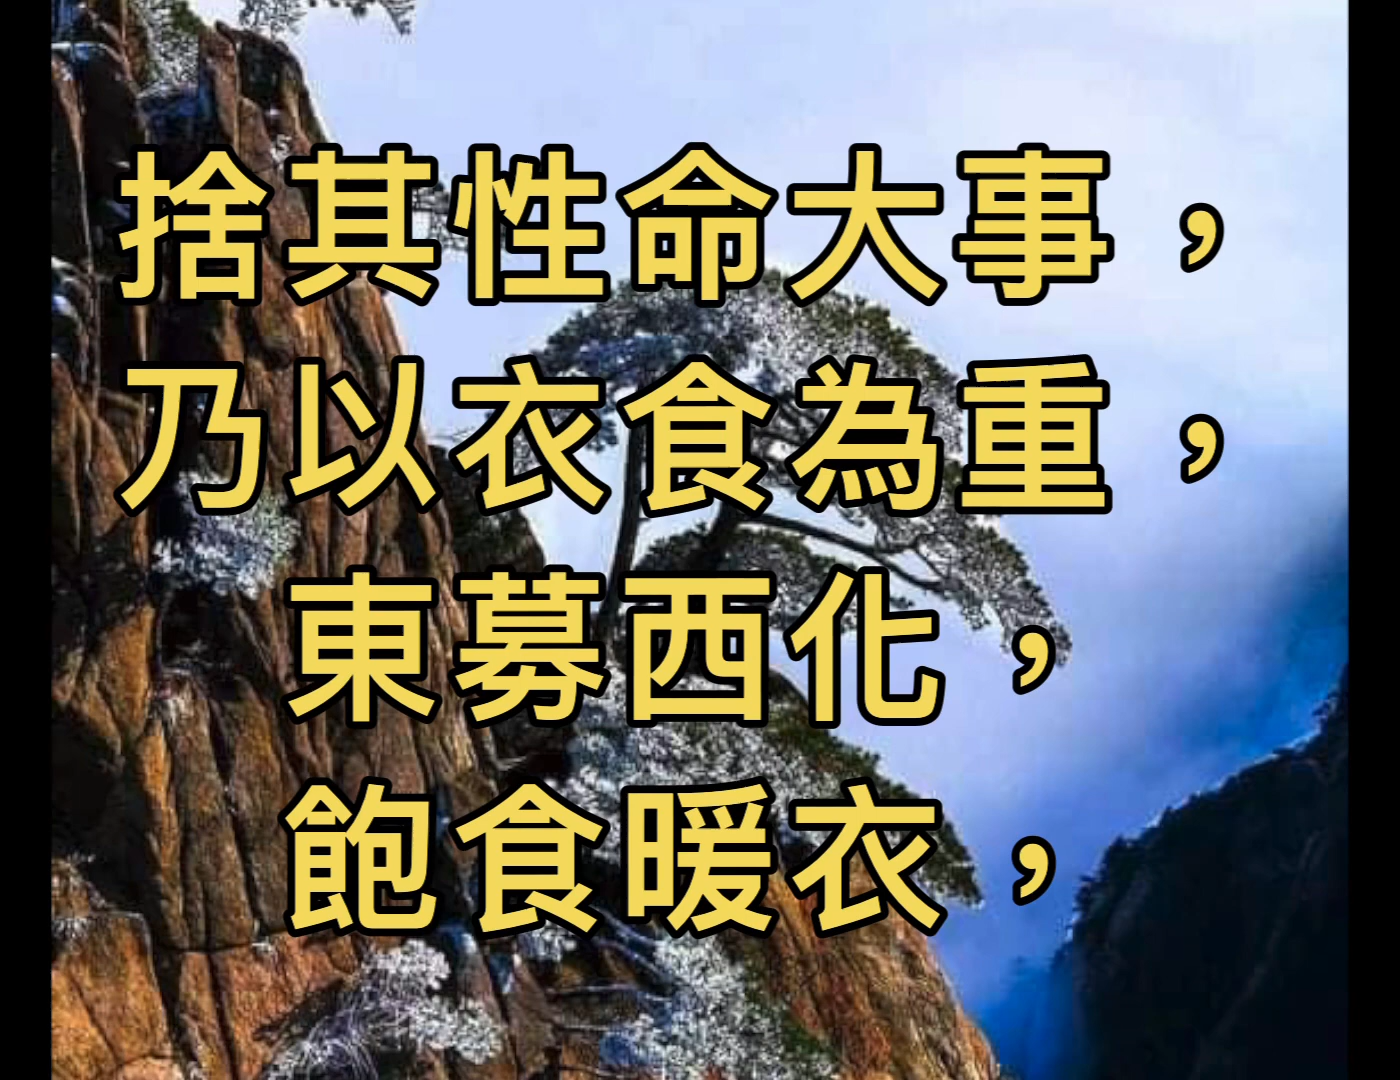 捨其性命大事，
乃以衣食為重，
東募西化，
飽食暖衣，